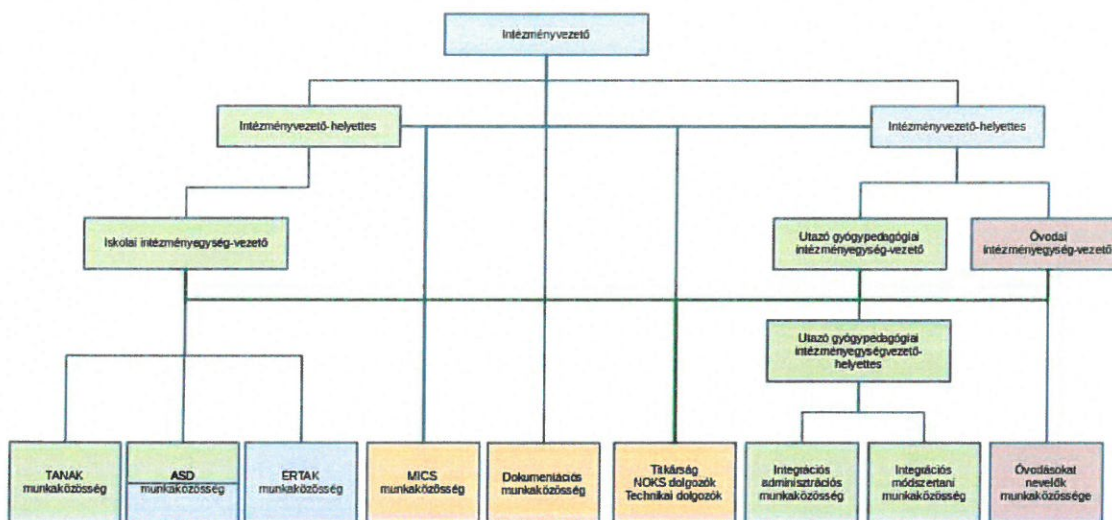 Intézményvezető
Intézményvezető-helyettes
Intézményvezető-helyettes
Iskolai intézményegység-vezető
Utazó gyógypedagógiai
intézményegység-vezető
Óvodai
intézményegység-vezető
Utazó gyógypedagógiai
intézményegységvezető-
helyettes
TANAK
munkaközösség
ASD
munkaközösség
ERTAK
munkaközösség
MICS
munkaközösség
Dokumentációs
munkaközösség
Titkárság
NOKS dolgozók
Technikai dolgozók
Integrációs
adminisztrációs
munkaközösség
Integrációs
módszertani
munkaközösség
Óvodásokat
nevelők
munkaközössége